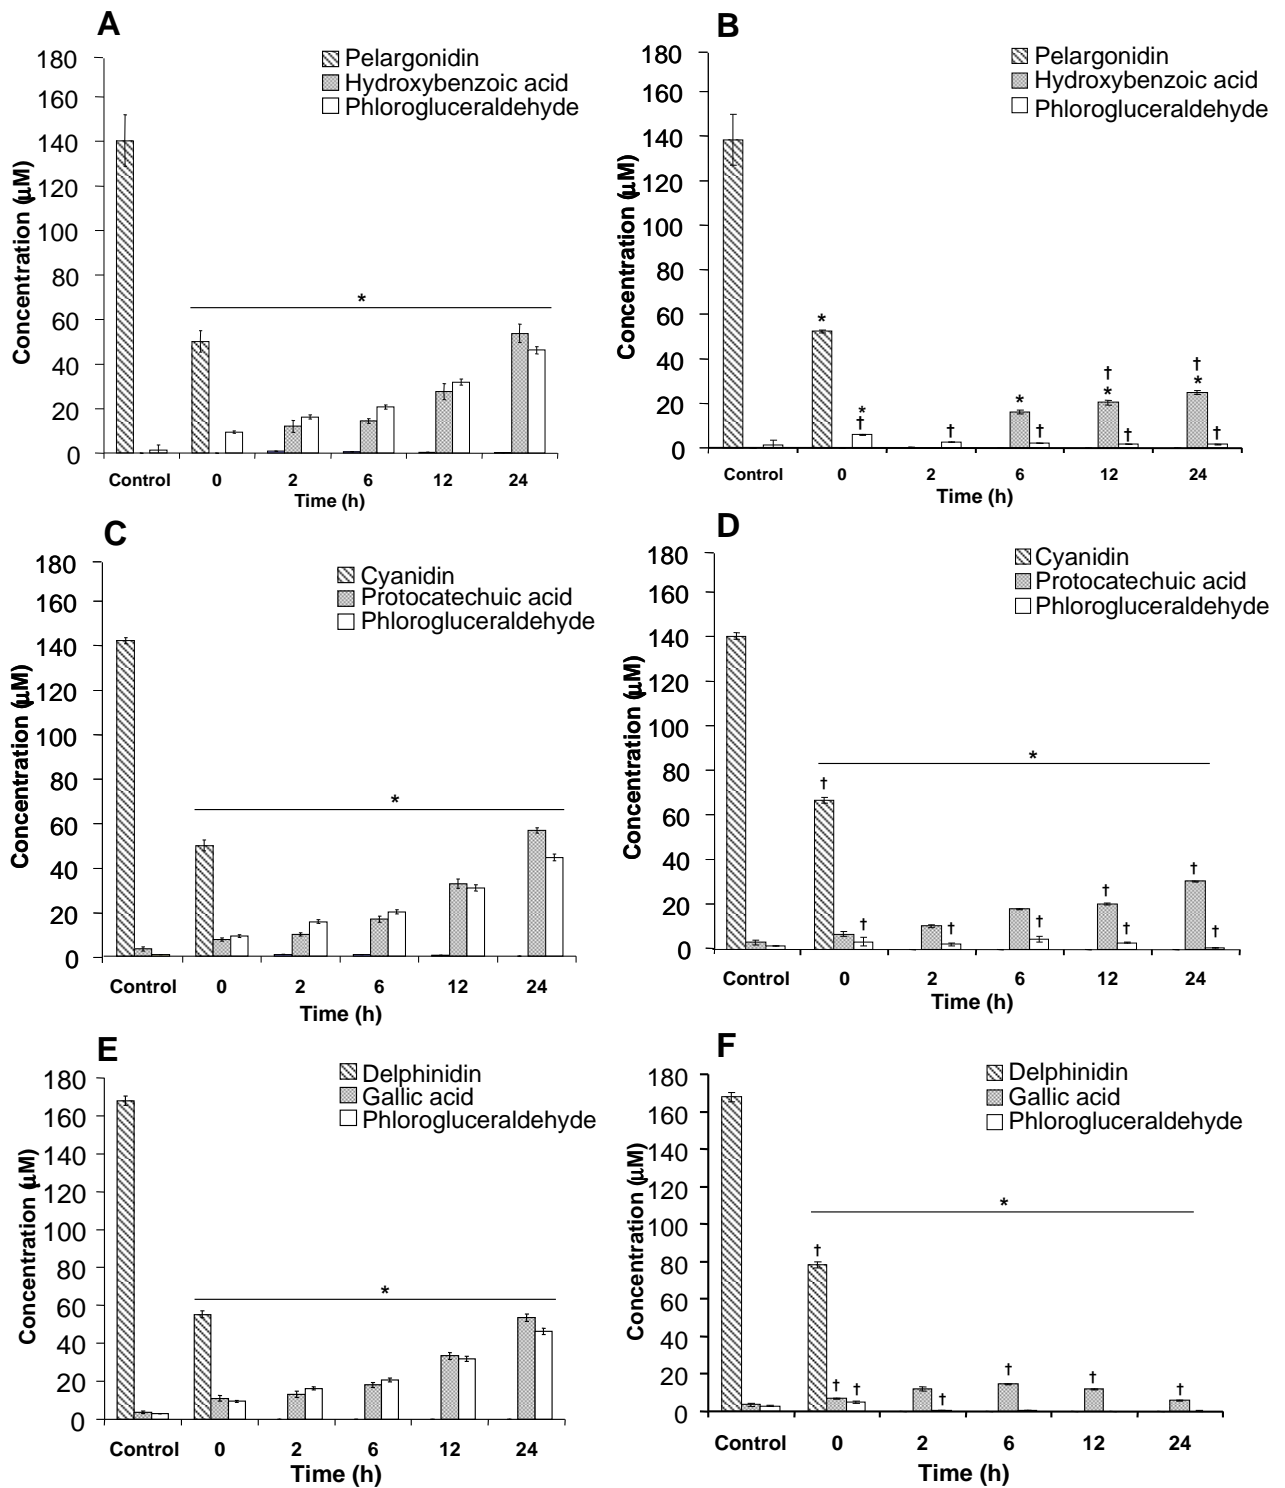 A
Pelargonidin
Hydroxybenzoic acid
Phlorogluceraldehyde
180
160
140
120
100
80
60
40
20
0
Concentration (µM)
*
Control 0 2 6 12 24
Time (h)
B
Pelargonidin
Hydroxybenzoic acid
Phlorogluceraldehyde
180
160
140
120
100
80
60
40
20
0
Concentration (µM)
*
*
†
†
*
†
†
*
†
†
*
†
Control 0 2 6 12 24
Time (h)
C
Cyanidin
Protocatechuic acid
Phlorogluceraldehyde
180
160
140
120
100
80
60
40
20
0
Concentration (µM)
*
Control 0 2 6 12 24
Time (h)
D
Cyanidin
Protocatechuic acid
Phlorogluceraldehyde
180
160
140
120
100
80
60
40
20
0
Concentration (µM)
*
†
†
†
†
†
†
†
†
Control 0 2 6 12 24
Time (h)
E
Delphinidin
Gallic acid
Phlorogluceraldehyde
180
160
140
120
100
80
60
40
20
0
Concentration (µM)
*
Control 0 2 6 12 24
Time (h)
F
Delphinidin
Gallic acid
Phlorogluceraldehyde
180
160
140
120
100
80
60
40
20
0
Concentration (µM)
*
†
† †
†
†
†
†
Control 0 2 6 12 24
Time (h)